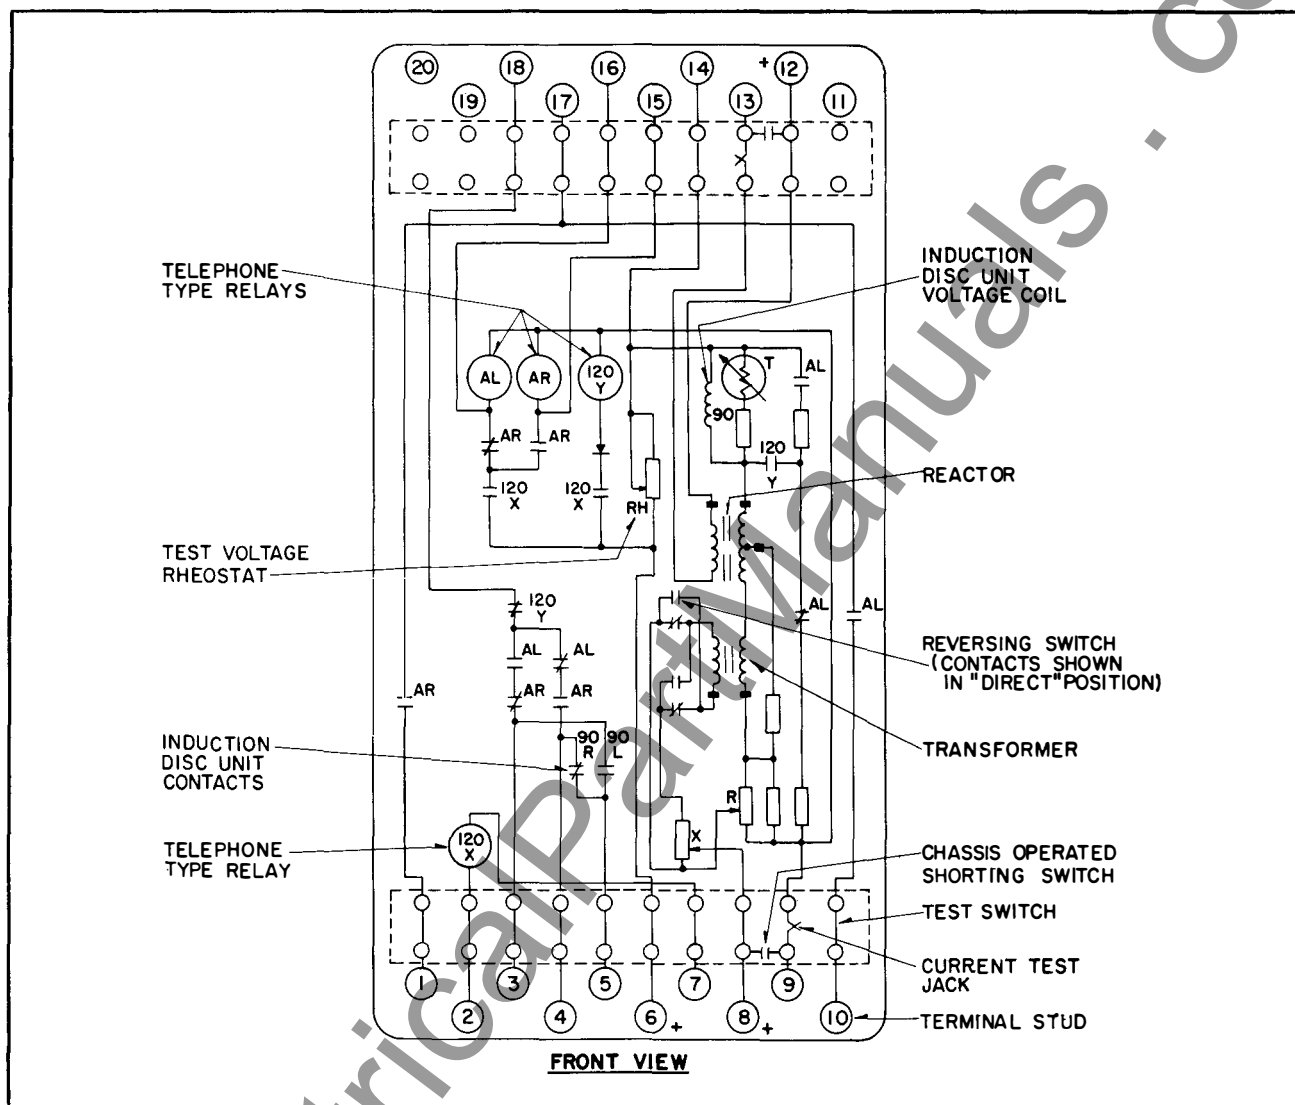 20 18 16 14 + 12
19 17 15 13 11
TELEPHONE
TYPE RELAYS
INDUCTION
DISC UNIT
VOLTAGE COIL
AL AR 120
Y
T AL
90
AR AR
120
X
120
X
RH
120
Y
REACTOR
TEST VOLTAGE
RHEOSTAT
120
Y
AL AL
AL AL
REVERSING SWITCH
(CONTACTS SHOWN
IN "DIRECT" POSITION)
AR AR
AR
INDUCTION
DISC UNIT
CONTACTS
90
R
90
L
TRANSFORMER
R
X
TELEPHONE
TYPE RELAY
120
X
CHASSIS OPERATED
SHORTING SWITCH
TEST SWITCH
CURRENT TEST
JACK
1 3 5 7 9
2 4 6 + 8 + 10
TERMINAL STUD
FRONT VIEW
ctricalPartManuals . co